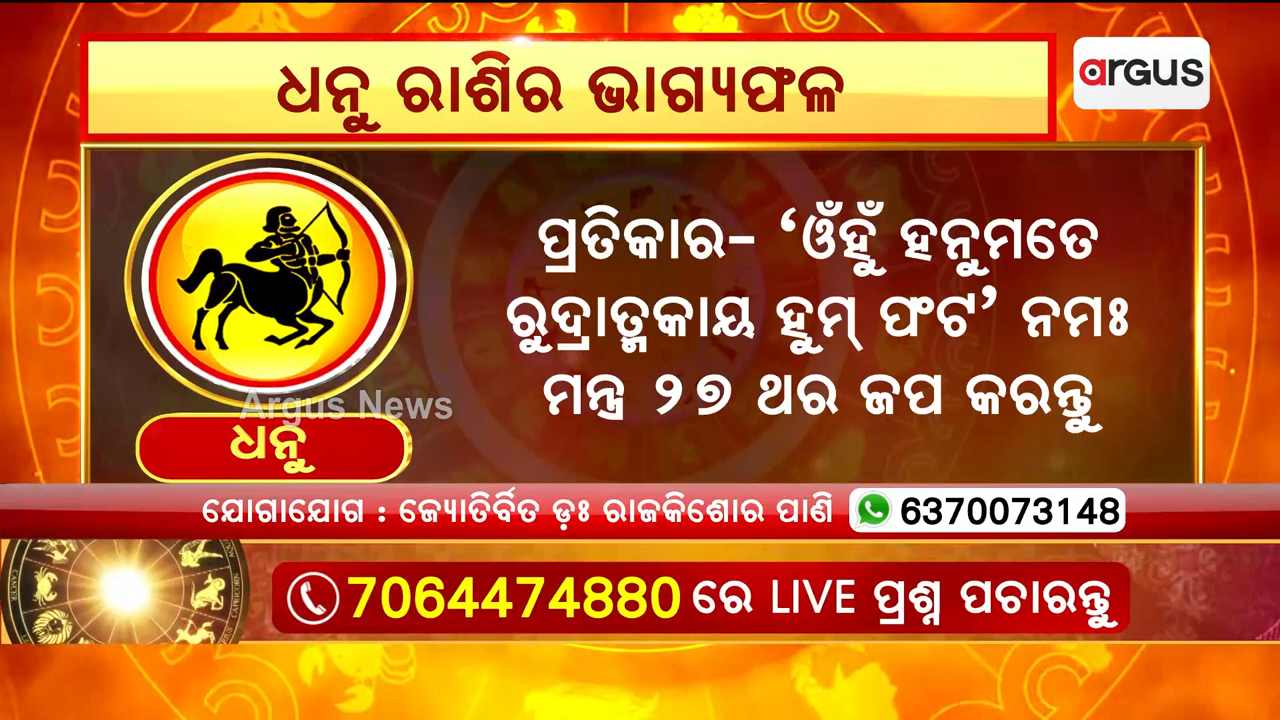 ଧନୁ ରାଶିର ଭାଗ୍ୟଫଳ
argus
ପ୍ରତିକାର- ‘ଓଁହୁଁ ହନୁମତେ
ରୁଦ୍ରାତ୍ମକାୟ ହୁମ୍ ଫଟ’ ନମଃ
ମନ୍ତ୍ର ୨୭ ଥର ଜପ କରନ୍ତୁ
Argus News
ଧନୁ
ଯୋଗାଯୋଗ : ଜ୍ୟୋତିର୍ବିତ ଡ଼ଃ ରାଜକିଶୋର ପାଣି 6370073148
7064474880 ରେ LIVE ପ୍ରଶ୍ନ ପଚାରନ୍ତୁ